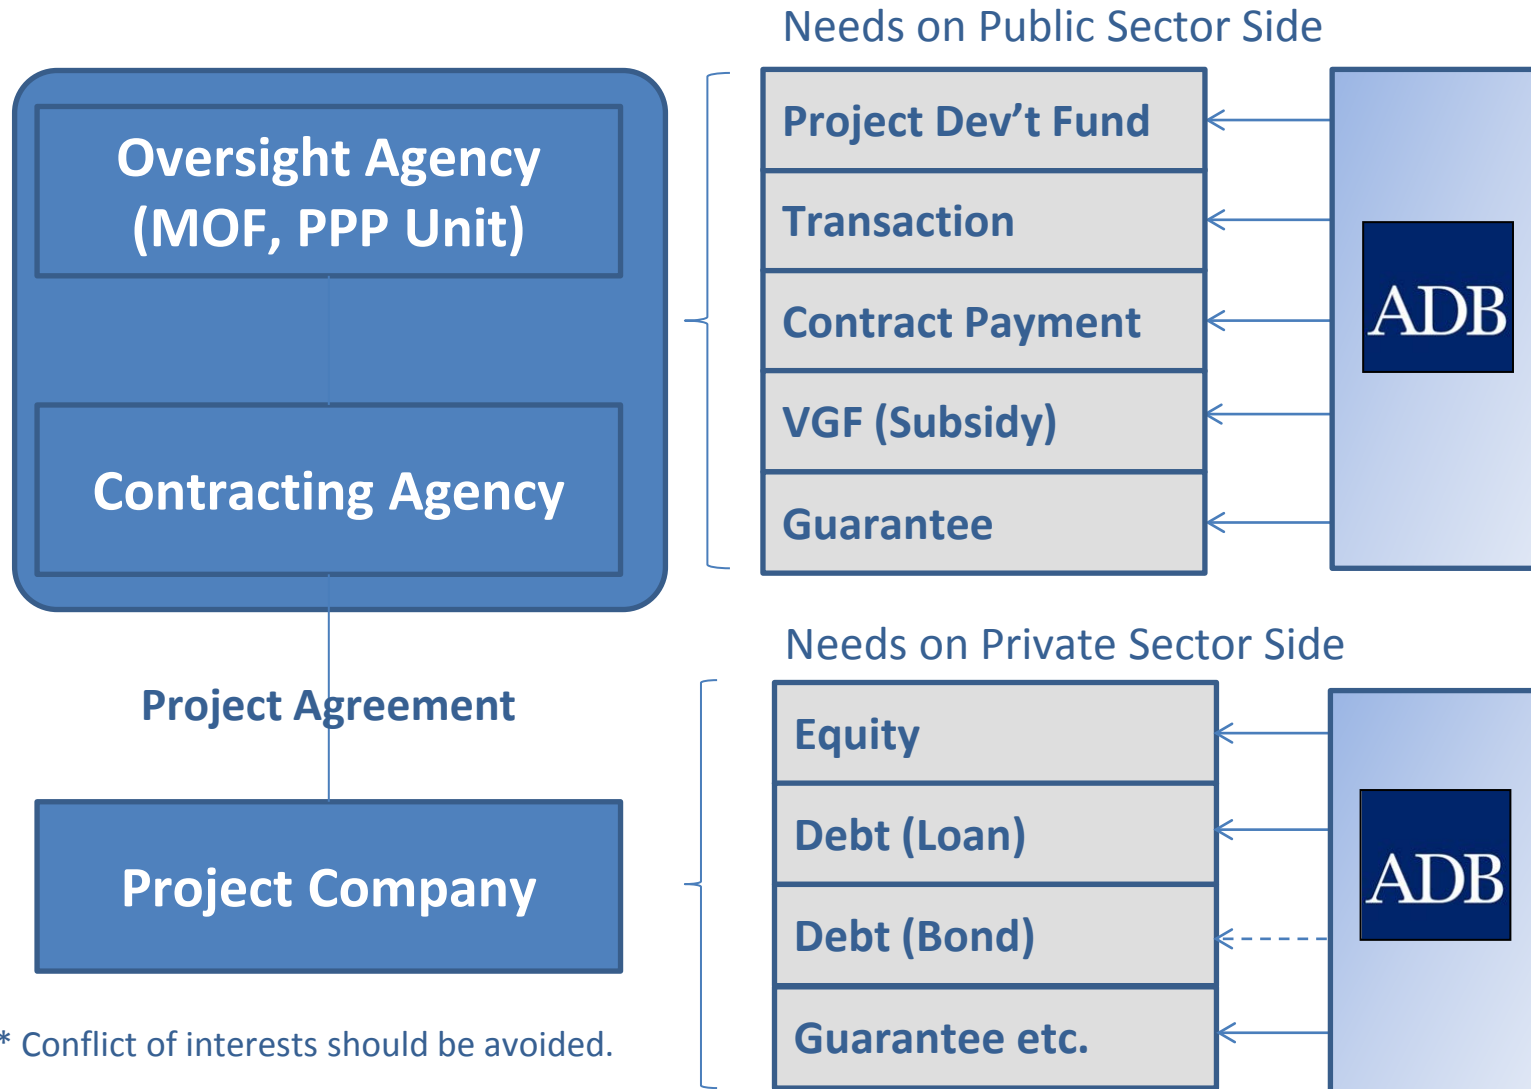 Needs on Public Sector Side
Oversight Agency
(MOF, PPP Unit)
Contracting Agency
Project Dev’t Fund
Transaction
Contract Payment
VGF (Subsidy)
Guarantee
ADB
Project Agreement
Project Company
Needs on Private Sector Side
Equity
Debt (Loan)
Debt (Bond)
Guarantee etc.
ADB
* Conflict of interests should be avoided.